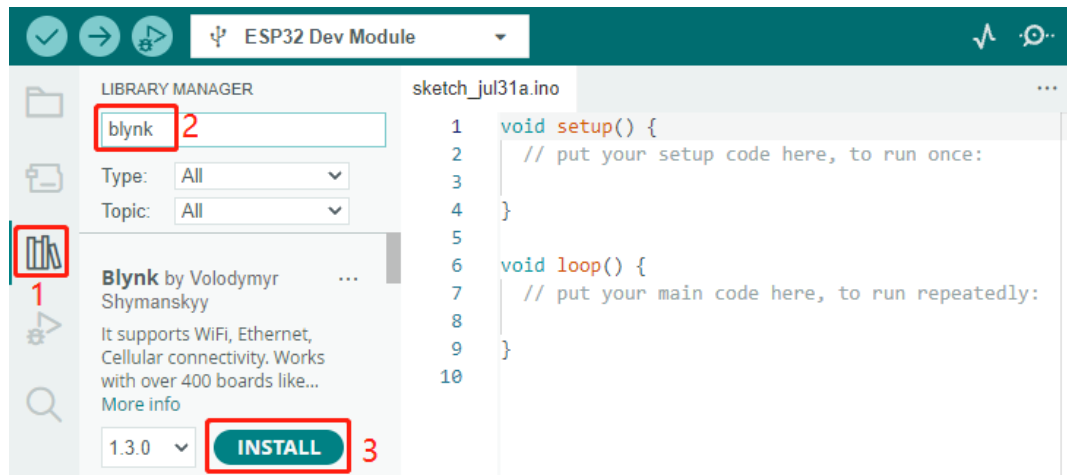 ESP32 Dev Module
LIBRARY MANAGER
blynk
2
Type: All
Topic: All
1
Blynk by Volodymyr
Shymanskyy
It supports WiFi, Ethernet,
Cellular connectivity. Works
with over 400 boards like...
More info
1.3.0
INSTALL
3
sketch_jul31a.ino
1 void setup() {
2 // put your setup code here, to run once:
3
4 }
5
6 void loop() {
7 // put your main code here, to run repeatedly:
8
9 }
10